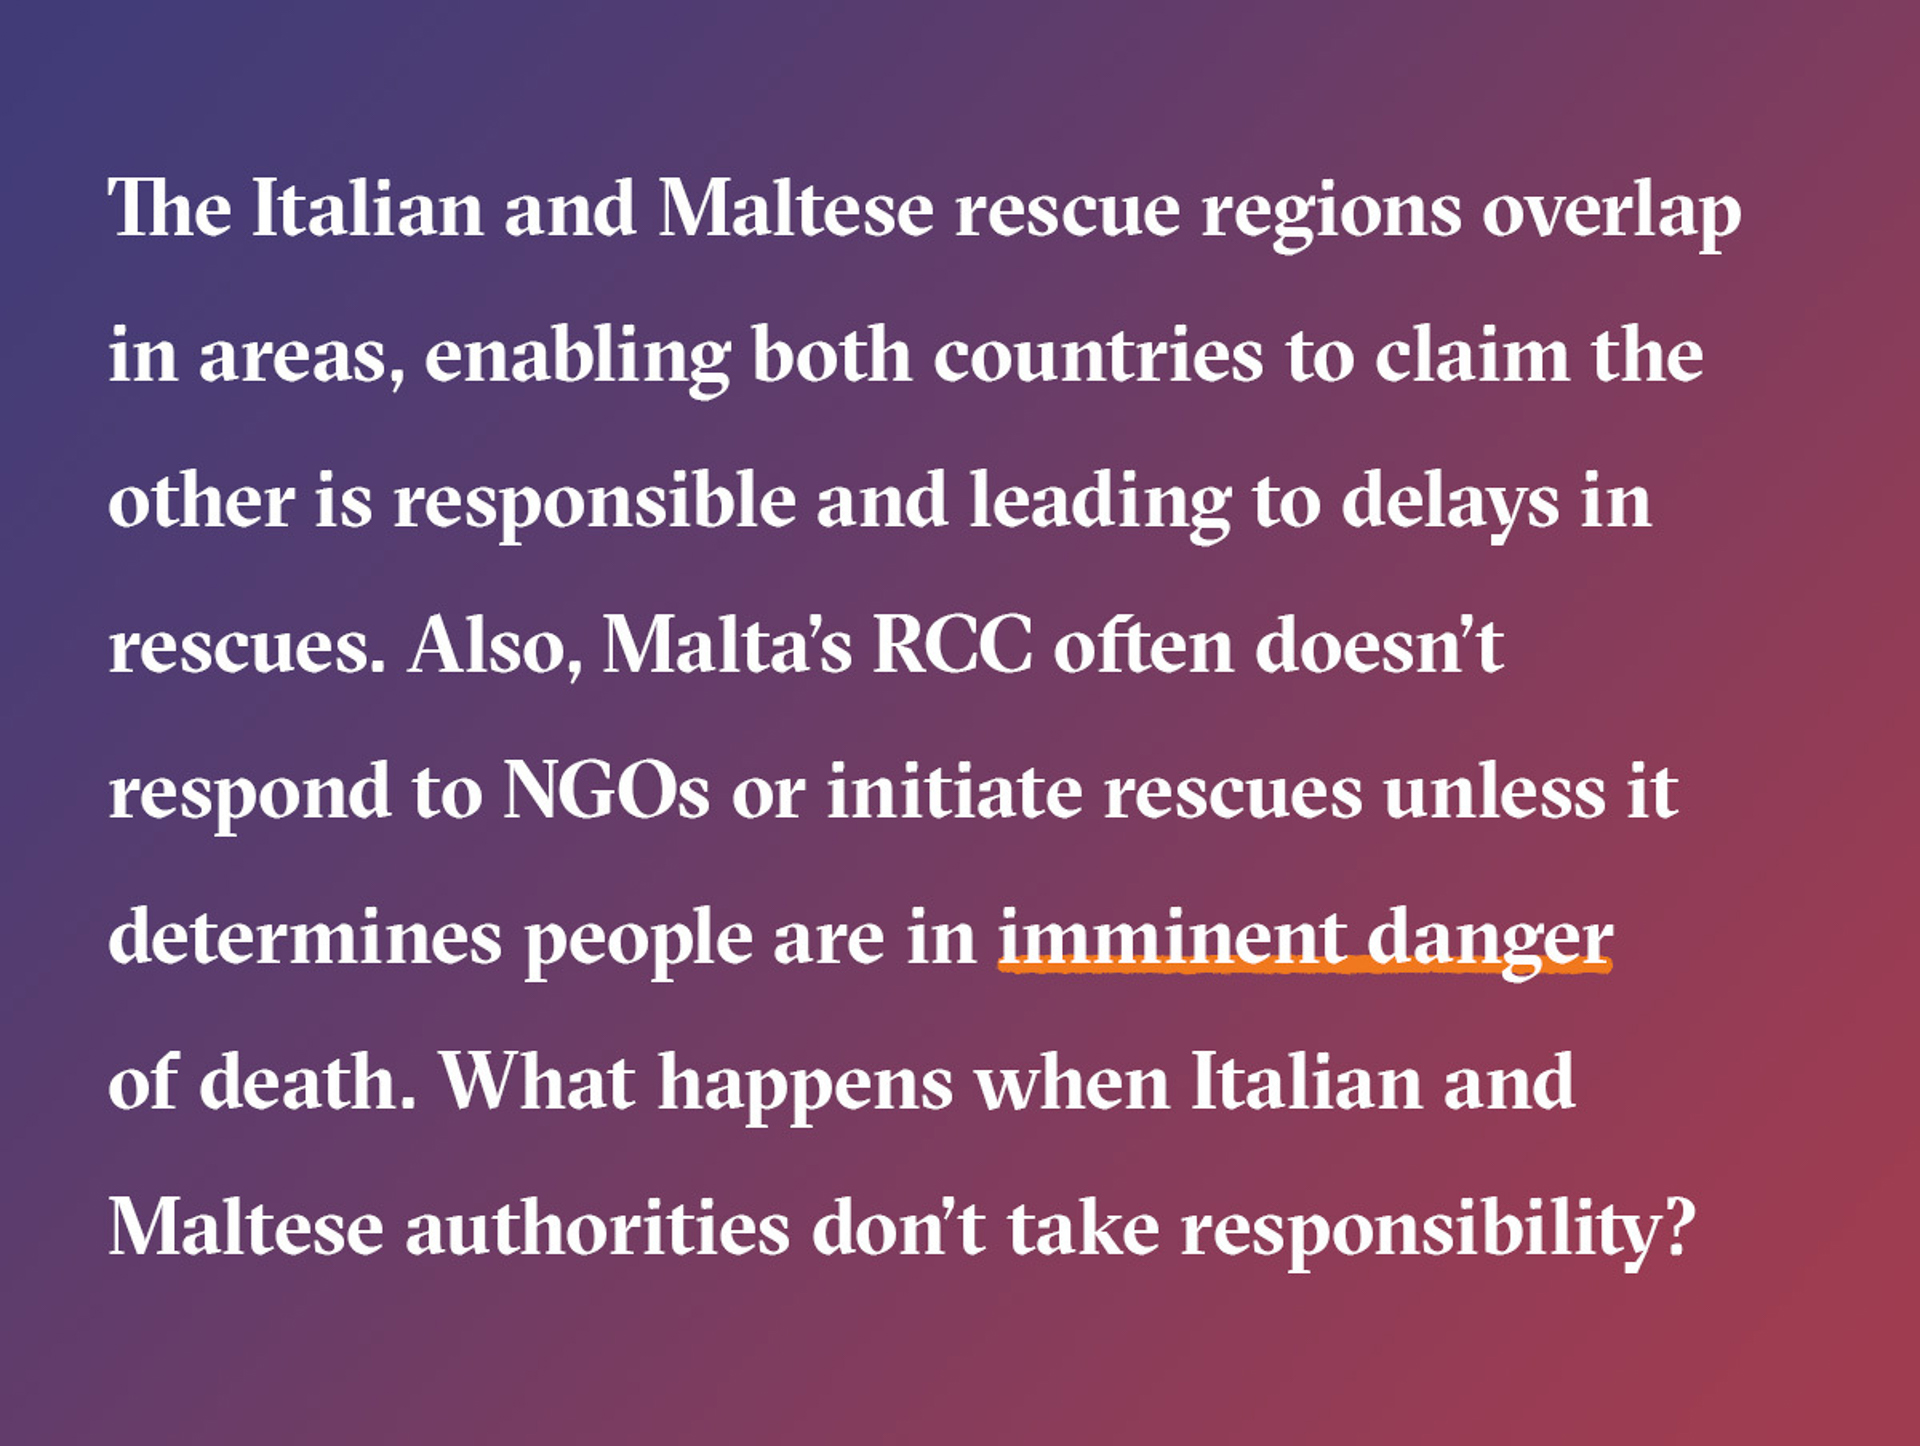 The Italian and Maltese rescue regions overlap
in areas, enabling both countries to claim the
other is responsible and leading to delays in
rescues. Also, Malta’s RCC often doesn’t
respond to NGOs or initiate rescues unless it
determines people are in imminent danger
of death. What happens when Italian and
Maltese authorities don’t take responsibility?